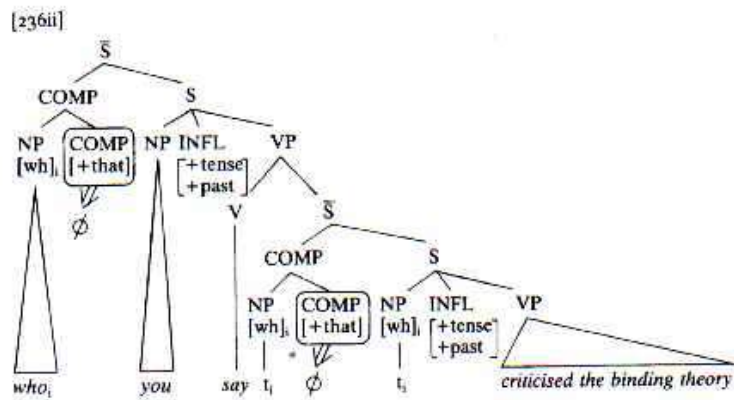 [236ii]
S̄
COMP S
NP COMP NP INFL VP
[wh]ᵢ [+that] [+tense
+past]
∅ V S̄
COMP S
NP COMP NP INFL VP
[wh]ᵢ [+that] [wh]ᵢ [+tense
+past]
whoᵢ you say tᵢ ∅ tᵢ criticised the binding theory